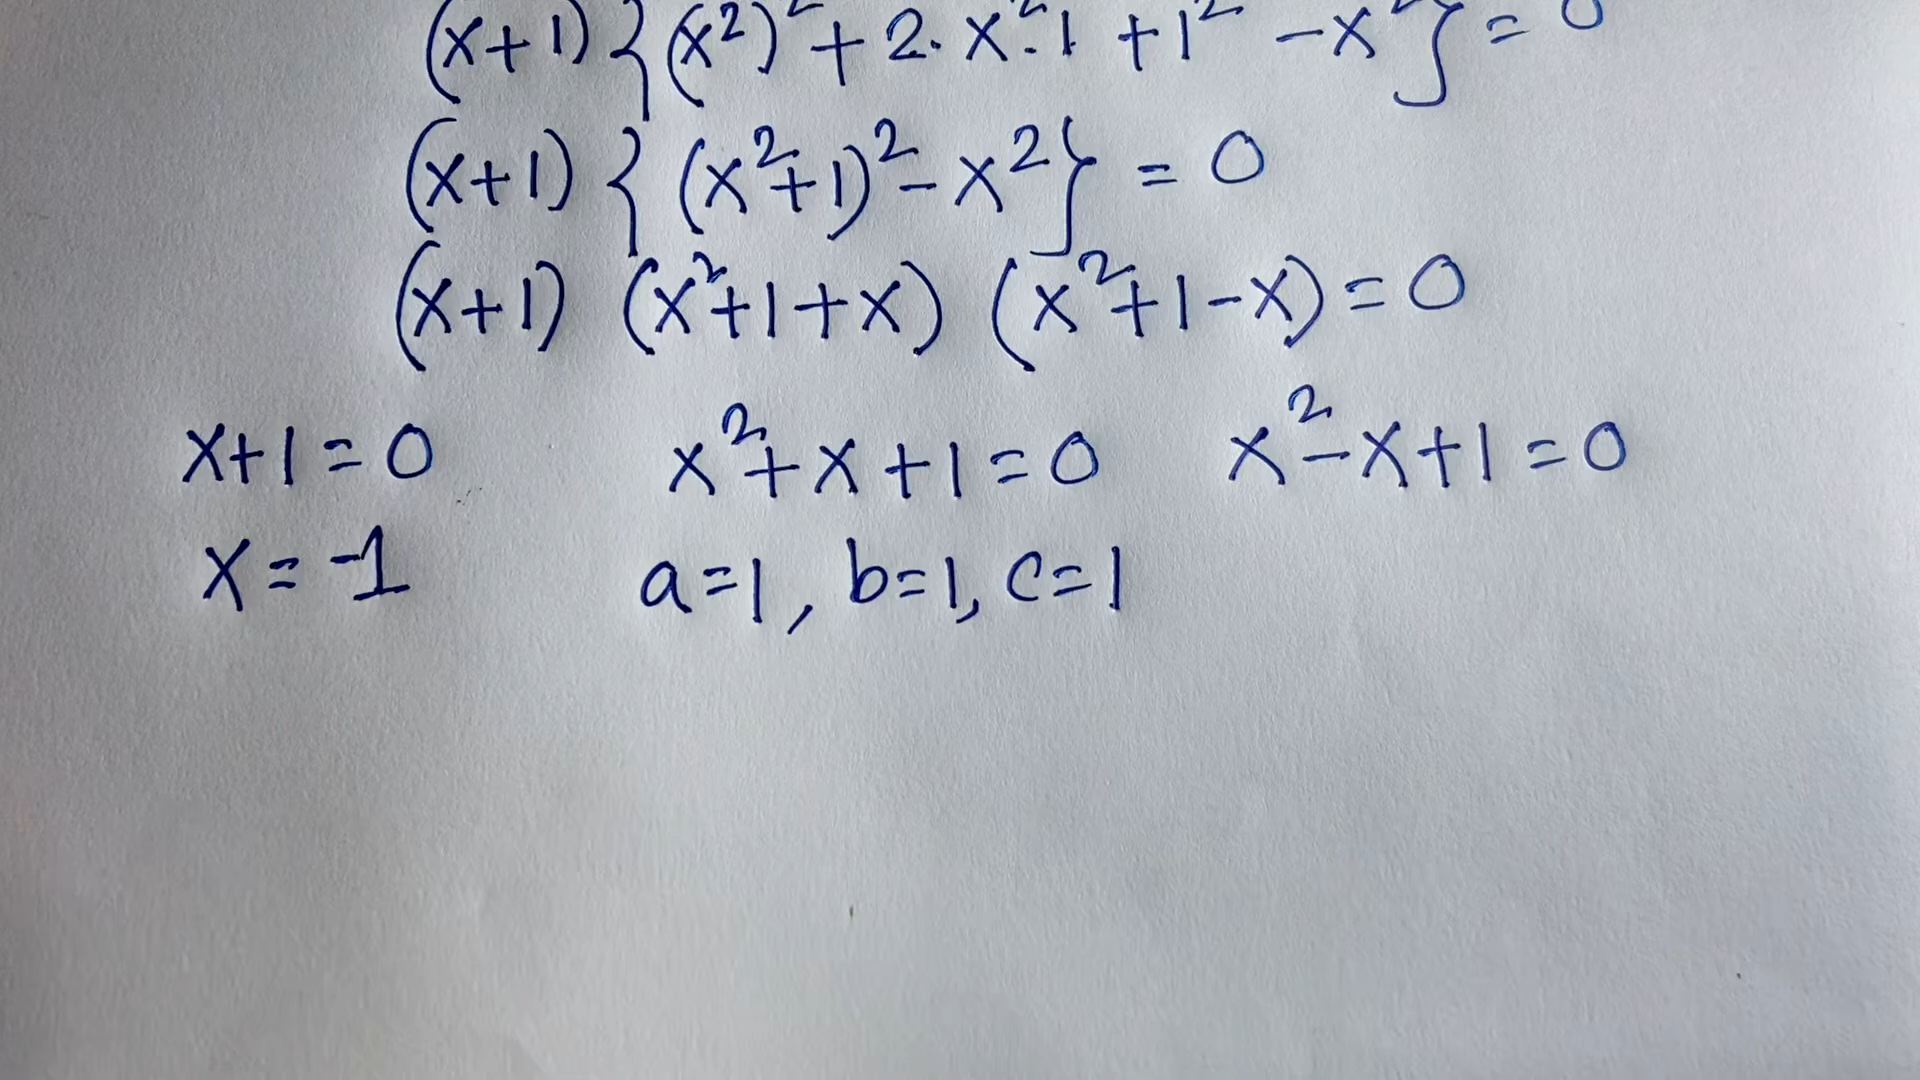 (x+1){(x²)²+2.x².1+1²-x²}=0
(x+1){(x²+1)²-x²}=0
(x+1)(x²+1+x)(x²+1-x)=0
x+1=0 x²+x+1=0 x²-x+1=0
x=-1 a=1, b=1, c=1